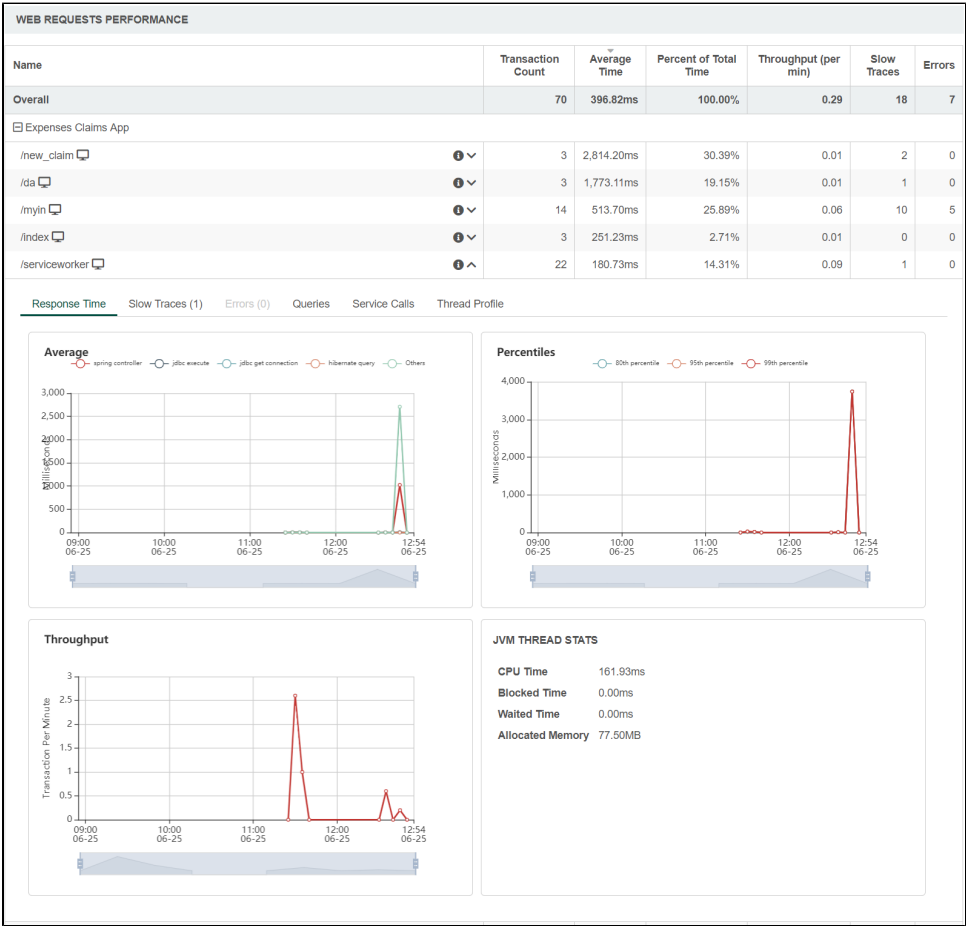 WEB REQUESTS PERFORMANCE
Name Transaction Count Average Time Percent of Total Time Throughput (per min) Slow Traces Errors
Overall 70 396.82ms 100.00% 0.29 18 7
Expenses Claims App
/new_claim 3 2,814.20ms 30.39% 0.01 2 0
/da 3 1,773.11ms 19.15% 0.01 1 0
/myin 14 513.70ms 25.89% 0.06 10 5
/index 3 251.23ms 2.71% 0.01 0 0
/serviceworker 22 180.73ms 14.31% 0.09 1 0
Response Time Slow Traces (1) Errors (0) Queries Service Calls Thread Profile
Average
spring controller jdbc execute jdbc get connection hibernate query Others
Milliseconds
3,000
2,500
2,000
1,500
1,000
500
0
09:00 10:00 11:00 12:00 12:54
06-25 06-25 06-25 06-25 06-25
Percentiles
80th percentile 95th percentile 99th percentile
Milliseconds
4,000
3,000
2,000
1,000
0
09:00 10:00 11:00 12:00 12:54
06-25 06-25 06-25 06-25 06-25
Throughput
Transaction Per Minute
3
2.5
2
1.5
1
0.5
0
09:00 10:00 11:00 12:00 12:54
06-25 06-25 06-25 06-25 06-25
JVM THREAD STATS
CPU Time 161.93ms
Blocked Time 0.00ms
Waited Time 0.00ms
Allocated Memory 77.50MB